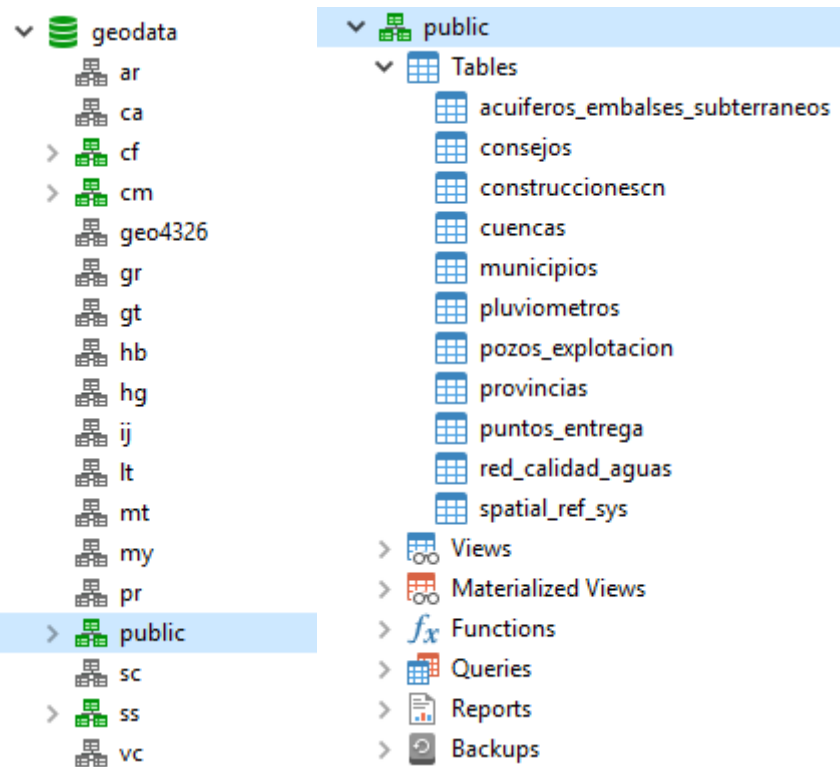 geodata
ar
ca
cf
cm
geo4326
gr
gt
hb
hg
ij
lt
mt
my
pr
public
sc
ss
vc
public
Tables
acuiferos_embalses_subterraneos
consejos
construccionescn
cuencas
municipios
pluviometros
pozos_explotacion
provincias
puntos_entrega
red_calidad_aguas
spatial_ref_sys
Views
Materialized Views
fx Functions
Queries
Reports
Backups